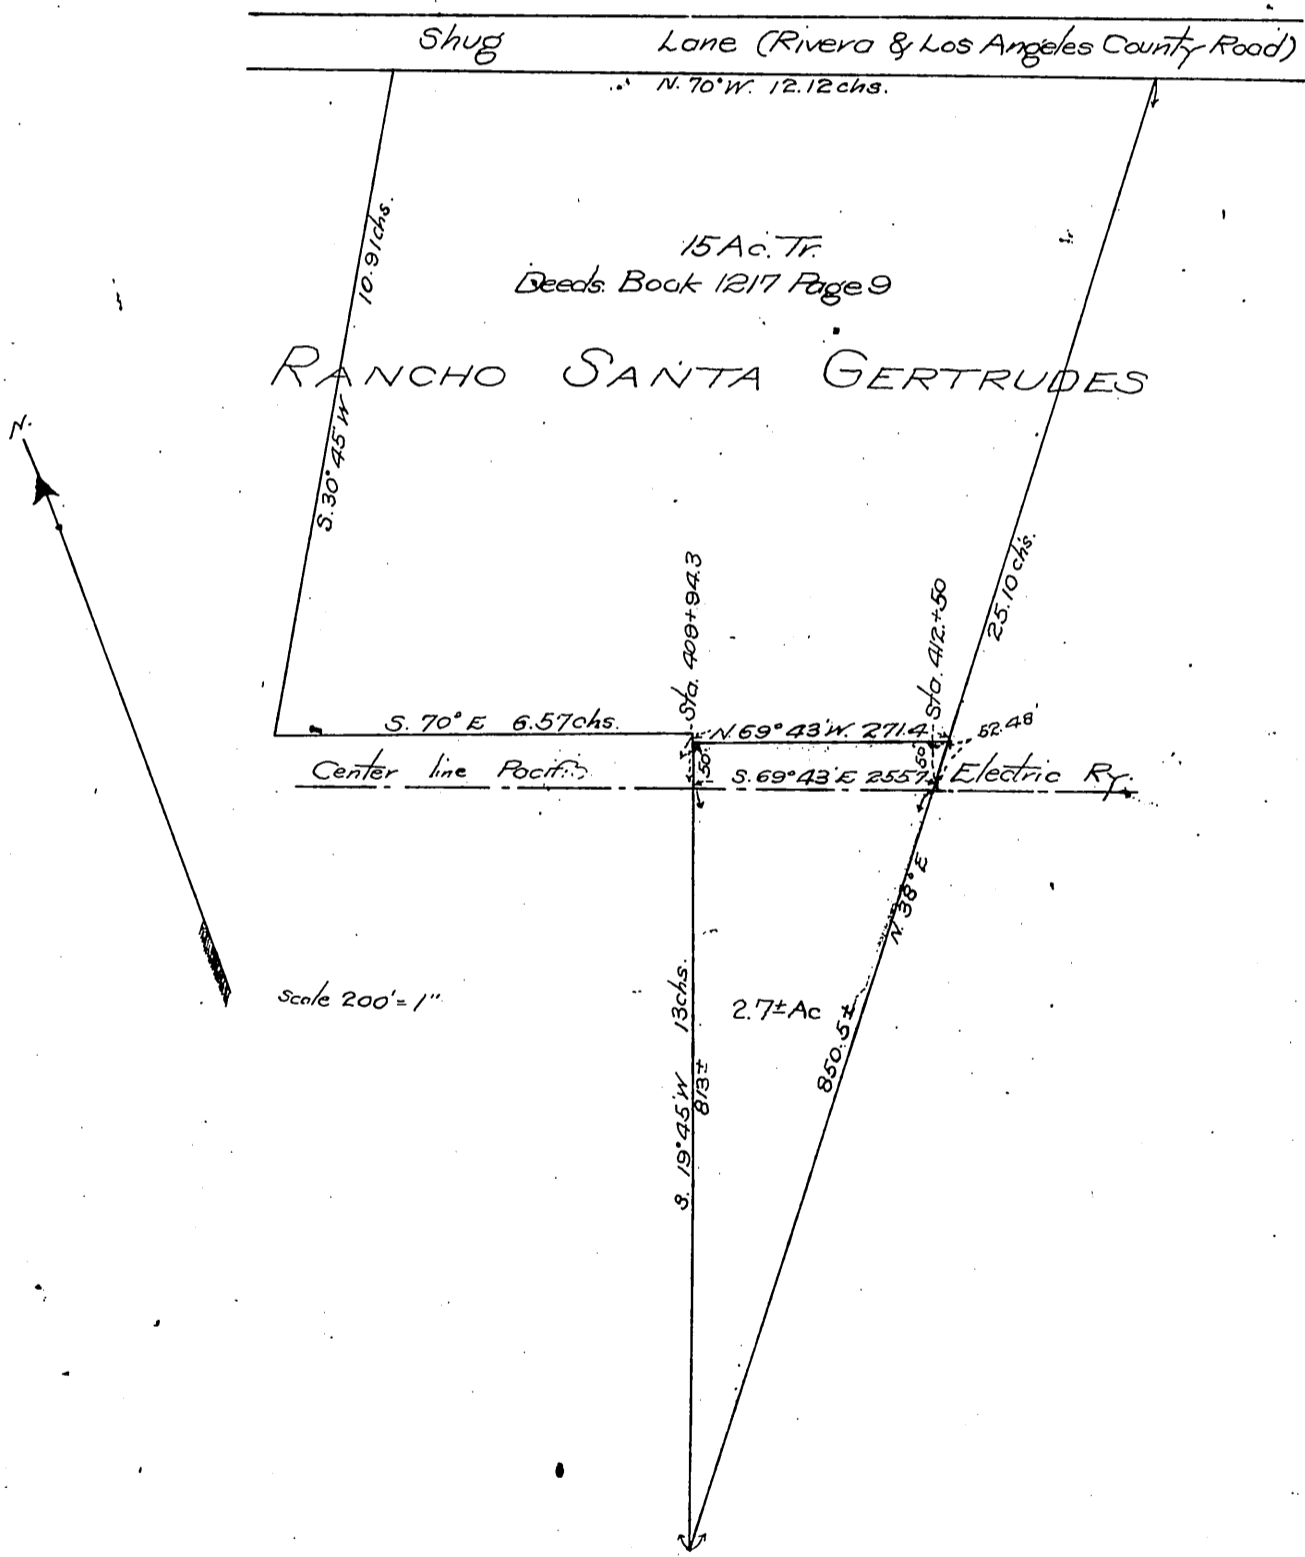 Shug Lane (Rivera & Los Angeles County Road)
N. 70° W. 12.12 chs.
10.91 chs.
S. 30° 45' W
15 Ac. Tr.
Deeds. Book 1217 Page 9
RANCHO SANTA GERTRUDES
N.
25.10 chs.
Sta. 409+94.3
Sta. 412+50
S. 70° E 6.57 chs.
N. 69° 43' W. 271.4
52.48'
50'
50'
Center line Pacific Electric Ry.
S. 69° 43' E 255.7
N. 38° E
850.5±
scale 200' = 1"
2.7± Ac
S. 19° 45' W 13 chs.
813±